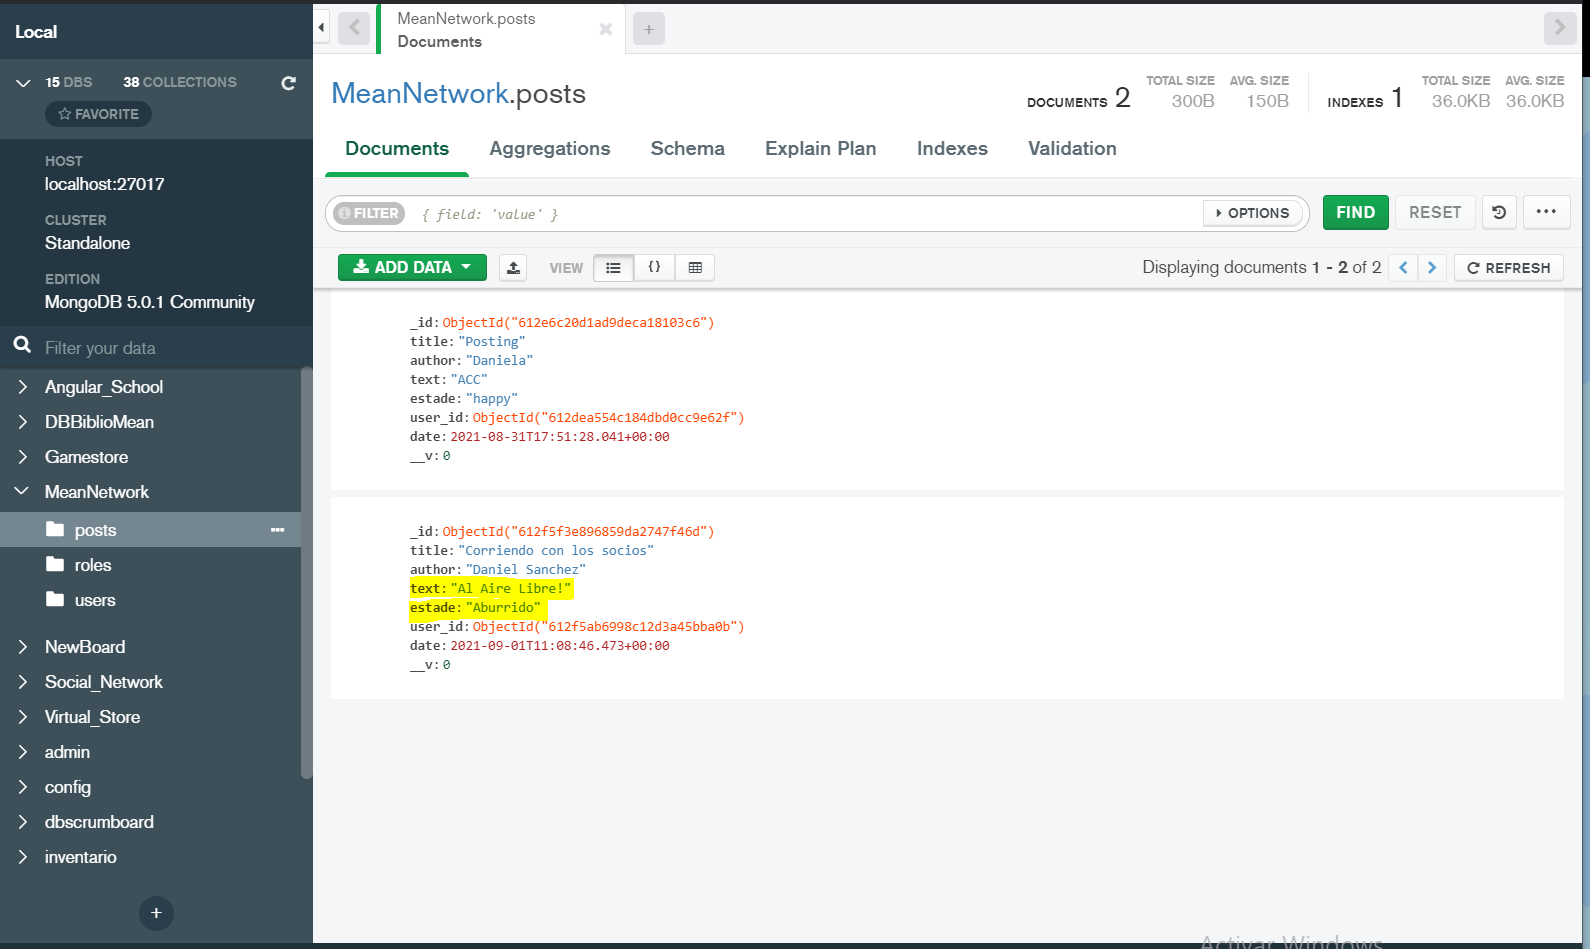 Local
15 DBS 38 COLLECTIONS
FAVORITE
HOST
localhost:27017
CLUSTER
Standalone
EDITION
MongoDB 5.0.1 Community
Filter your data
Angular_School
DBBiblioMean
Gamestore
MeanNetwork
posts
roles
users
NewBoard
Social_Network
Virtual_Store
admin
config
dbscrumboard
inventario
+
MeanNetwork.posts
Documents
+
MeanNetwork.posts
DOCUMENTS 2
TOTAL SIZE AVG. SIZE
300B 150B
INDEXES 1
TOTAL SIZE AVG. SIZE
36.0KB 36.0KB
Documents Aggregations Schema Explain Plan Indexes Validation
FILTER { field: 'value' } OPTIONS FIND RESET ...
ADD DATA VIEW {} Displaying documents 1 - 2 of 2 < > REFRESH
_id: ObjectId("612e6c20d1ad9deca18103c6")
title: "Posting"
author: "Daniela"
text: "ACC"
estade: "happy"
user_id: ObjectId("612dea554c184dbd0cc9e62f")
date: 2021-08-31T17:51:28.041+00:00
__v: 0
_id: ObjectId("612f5f3e896859da2747f46d")
title: "Corriendo con los socios"
author: "Daniel Sanchez"
text: "Al Aire Libre!"
estade: "Aburrido"
user_id: ObjectId("612f5ab6998c12d3a45bba0b")
date: 2021-09-01T11:08:46.473+00:00
__v: 0
Activar Windows